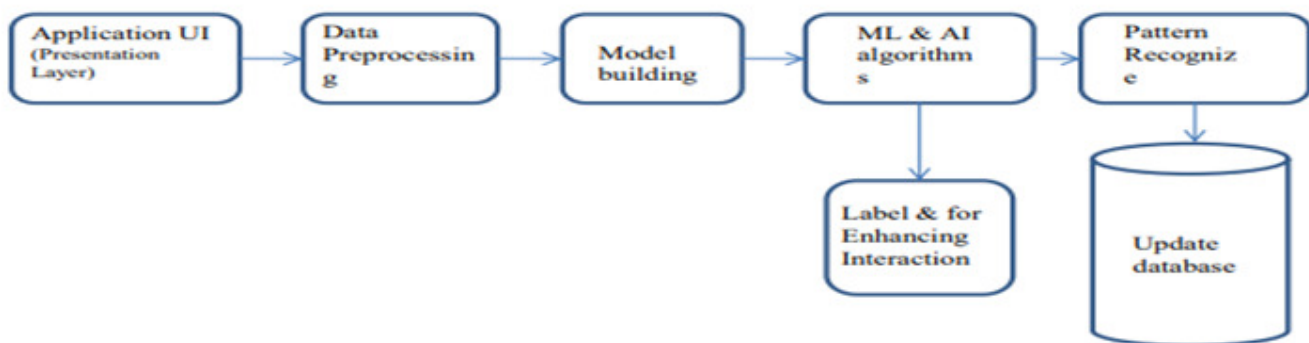 Application UI
(Presentation
Layer)
Data
Preprocessin
g
Model
building
ML & AI
algorithm
s
Pattern
Recogniz
e
Label & for
Enhancing
Interaction
Update
database